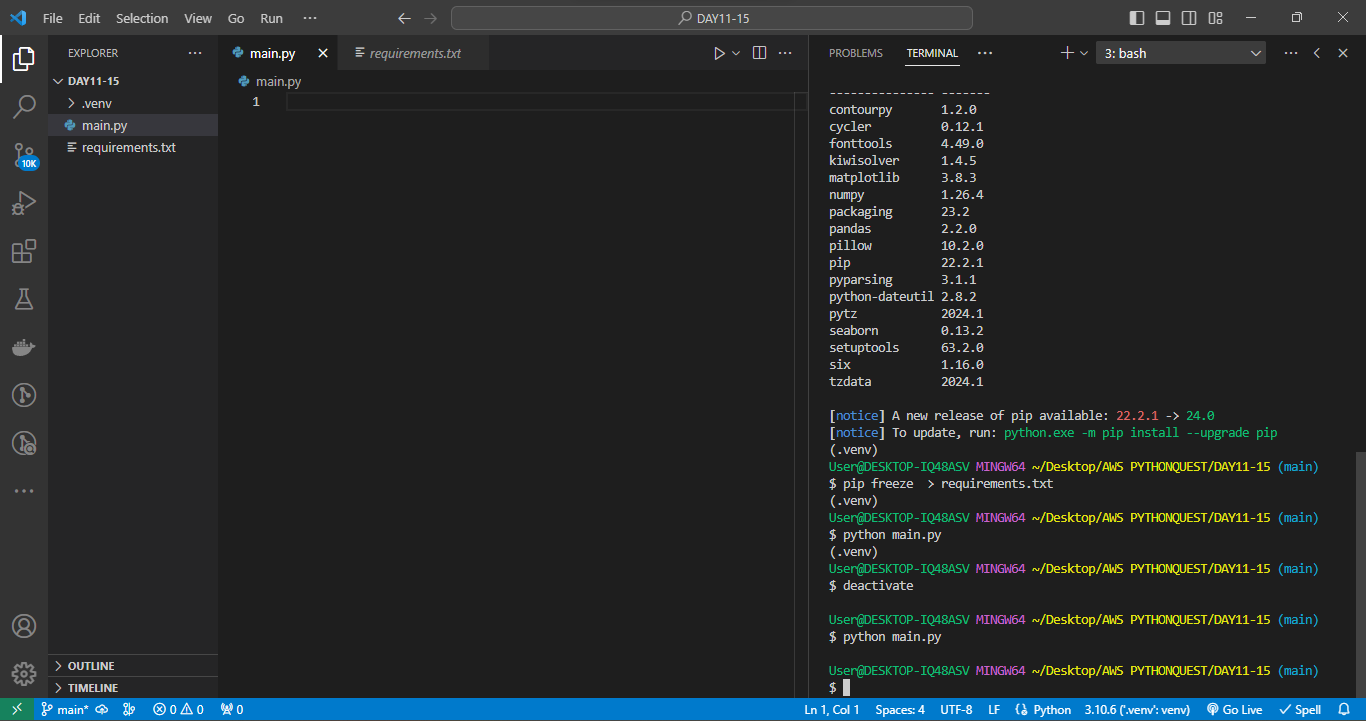 File Edit Selection View Go Run ···
DAY11-15
EXPLORER ···
DAY11-15
.venv
main.py
requirements.txt
OUTLINE
TIMELINE
10K
main.py
requirements.txt
main.py
1
PROBLEMS TERMINAL ··· 3: bash
--------------- -------
contourpy 1.2.0
cycler 0.12.1
fonttools 4.49.0
kiwisolver 1.4.5
matplotlib 3.8.3
numpy 1.26.4
packaging 23.2
pandas 2.2.0
pillow 10.2.0
pip 22.2.1
pyparsing 3.1.1
python-dateutil 2.8.2
pytz 2024.1
seaborn 0.13.2
setuptools 63.2.0
six 1.16.0
tzdata 2024.1
[notice] A new release of pip available: 22.2.1 -> 24.0
[notice] To update, run: python.exe -m pip install --upgrade pip
(.venv)
User@DESKTOP-IQ48ASV MINGW64 ~/Desktop/AWS PYTHONQUEST/DAY11-15 (main)
$ pip freeze > requirements.txt
(.venv)
User@DESKTOP-IQ48ASV MINGW64 ~/Desktop/AWS PYTHONQUEST/DAY11-15 (main)
$ python main.py
(.venv)
User@DESKTOP-IQ48ASV MINGW64 ~/Desktop/AWS PYTHONQUEST/DAY11-15 (main)
$ deactivate
User@DESKTOP-IQ48ASV MINGW64 ~/Desktop/AWS PYTHONQUEST/DAY11-15 (main)
$ python main.py
User@DESKTOP-IQ48ASV MINGW64 ~/Desktop/AWS PYTHONQUEST/DAY11-15 (main)
$
main* 0 0 0 Ln 1, Col 1 Spaces: 4 UTF-8 LF Python 3.10.6 ('.venv': venv) Go Live Spell